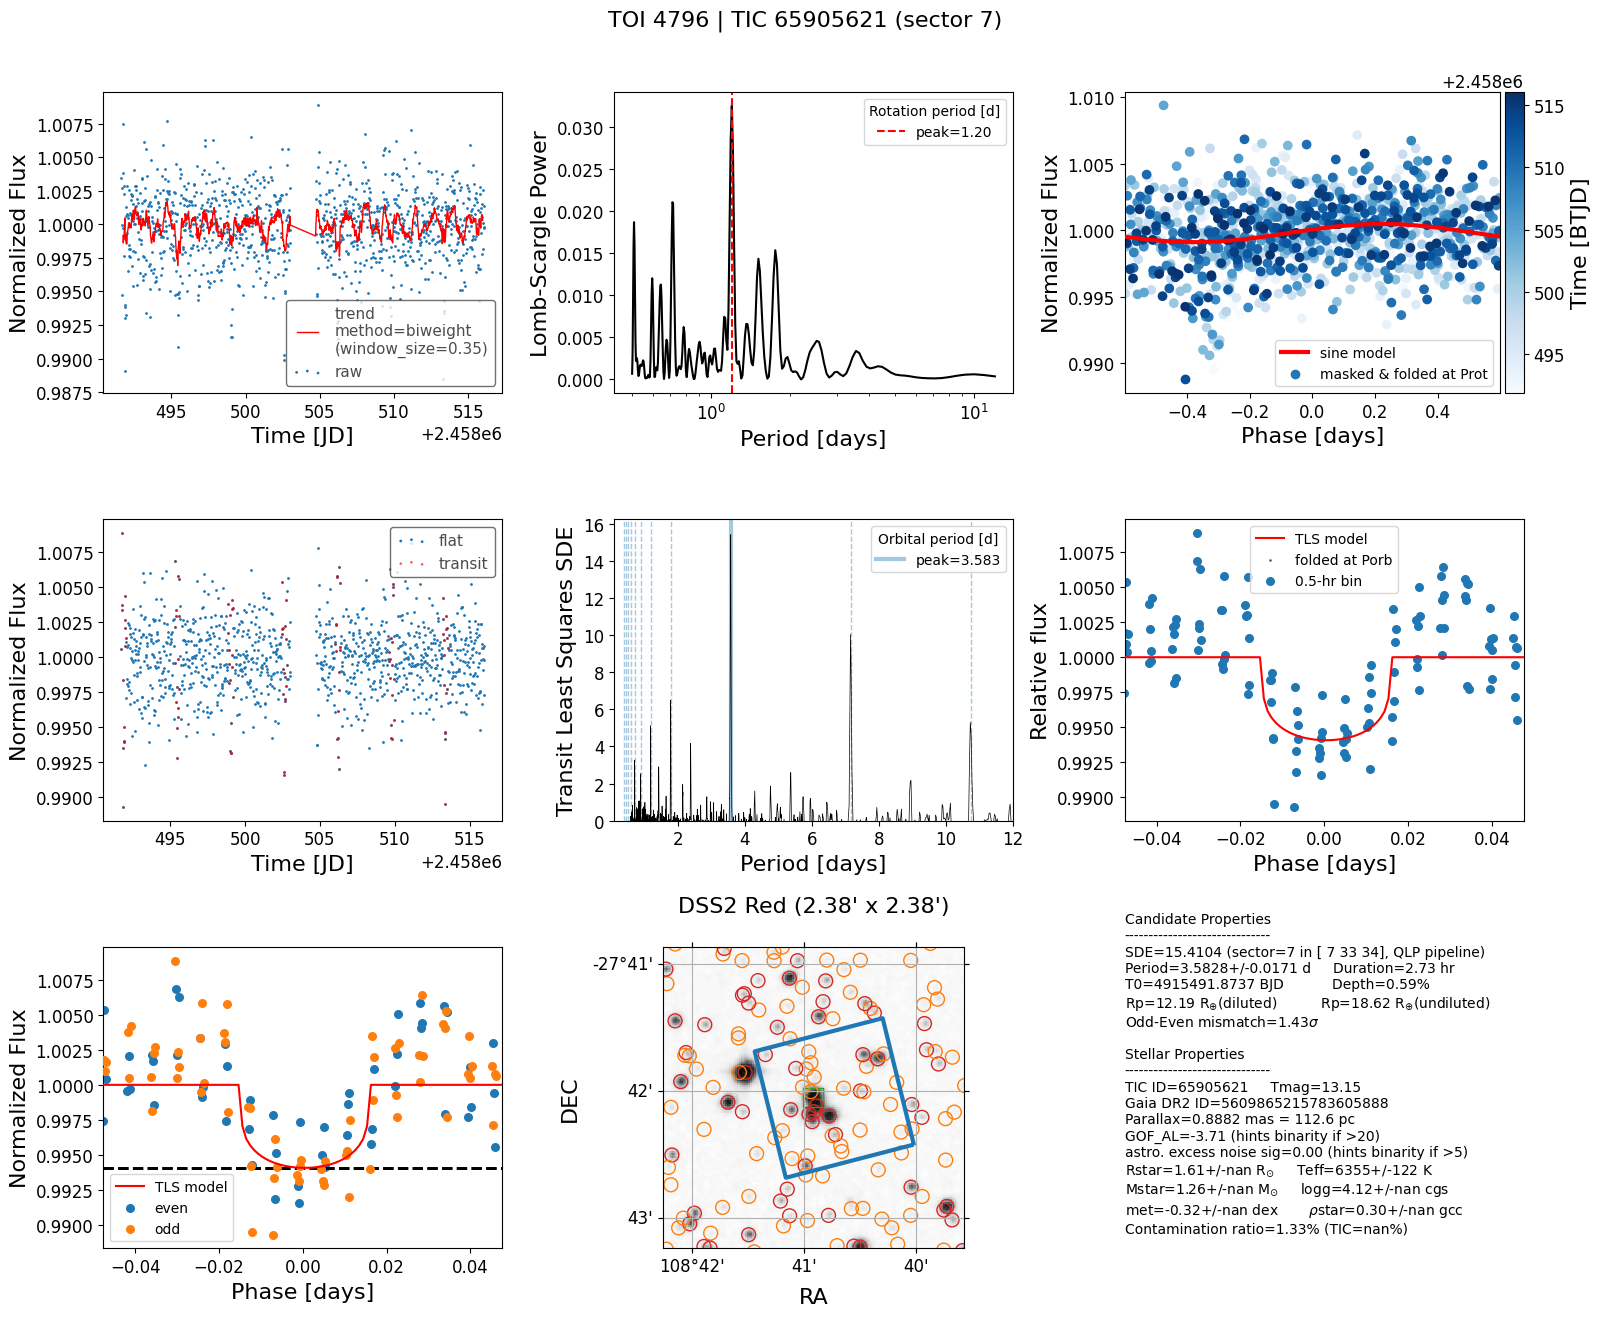 TOI 4796 | TIC 65905621 (sector 7)
Normalized Flux
1.0075
1.0050
1.0025
1.0000
0.9975
0.9950
0.9925
0.9900
0.9875
trend
method=biweight
(window_size=0.35)
raw
495
500
505
510
515
Time [JD]
+2.458e6
Lomb-Scargle Power
0.030
0.025
0.020
0.015
0.010
0.005
0.000
Rotation period [d]
peak=1.20
10^0
10^1
Period [days]
Normalized Flux
1.010
1.005
1.000
0.995
0.990
sine model
masked & folded at Prot
−0.4
−0.2
0.0
0.2
0.4
Phase [days]
+2.458e6
515
510
505
500
495
Time [BTJD]
Normalized Flux
1.0075
1.0050
1.0025
1.0000
0.9975
0.9950
0.9925
0.9900
flat
transit
495
500
505
510
515
Time [JD]
+2.458e6
Transit Least Squares SDE
16
14
12
10
8
6
4
2
0
Orbital period [d]
peak=3.583
2
4
6
8
10
12
Period [days]
Relative flux
1.0075
1.0050
1.0025
1.0000
0.9975
0.9950
0.9925
0.9900
TLS model
folded at Porb
0.5-hr bin
−0.04
−0.02
0.00
0.02
0.04
Phase [days]
Normalized Flux
1.0075
1.0050
1.0025
1.0000
0.9975
0.9950
0.9925
0.9900
TLS model
even
odd
−0.04
−0.02
0.00
0.02
0.04
Phase [days]
DSS2 Red (2.38' x 2.38')
DEC
-27°41'
42'
43'
108°42'
41'
40'
RA
Candidate Properties
------------------------------
SDE=15.4104 (sector=7 in [ 7 33 34], QLP pipeline)
Period=3.5828+/-0.0171 d     Duration=2.73 hr
T0=4915491.8737 BJD     Depth=0.59%
Rp=12.19 R⊕(diluted)     Rp=18.62 R⊕(undiluted)
Odd-Even mismatch=1.43σ
Stellar Properties
------------------------------
TIC ID=65905621     Tmag=13.15
Gaia DR2 ID=5609865215783605888
Parallax=0.8882 mas = 112.6 pc
GOF_AL=-3.71 (hints binarity if >20)
astro. excess noise sig=0.00 (hints binarity if >5)
Rstar=1.61+/-nan R⊙     Teff=6355+/-122 K
Mstar=1.26+/-nan M⊙     logg=4.12+/-nan cgs
met=-0.32+/-nan dex     ρstar=0.30+/-nan gcc
Contamination ratio=1.33% (TIC=nan%)